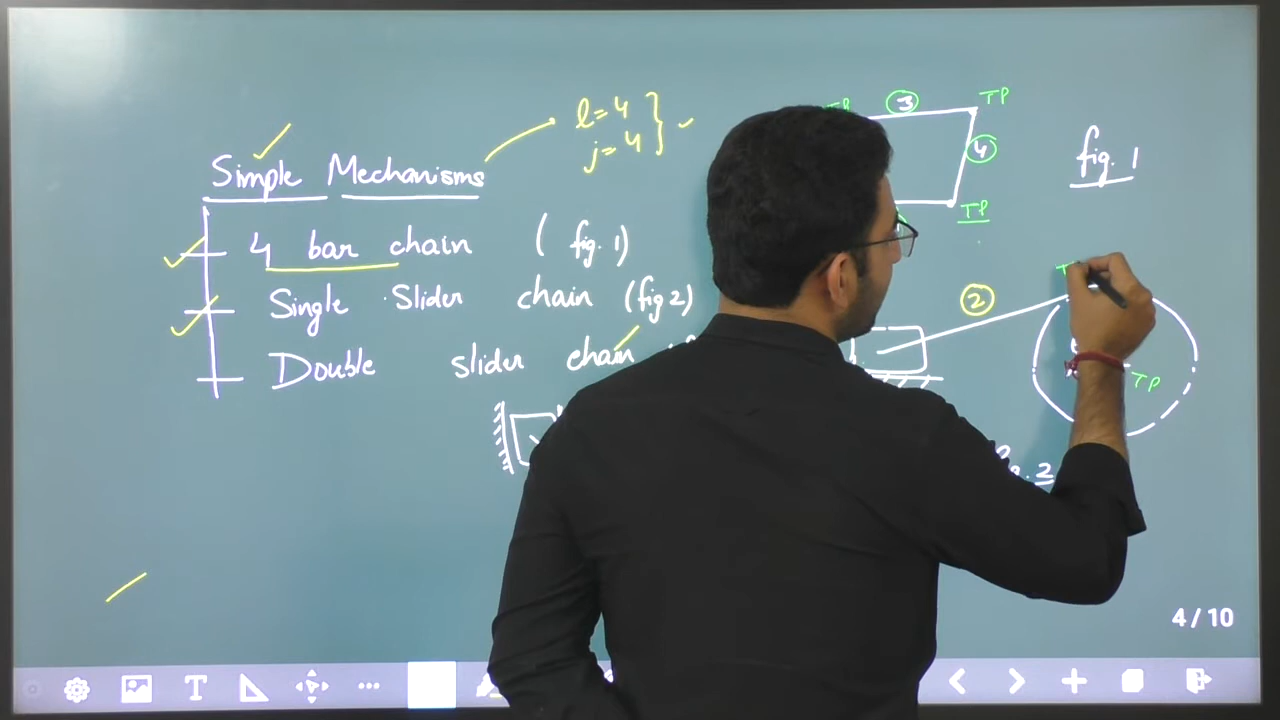 l = 4
j = 4
Simple Mechanisms
4 bar chain (fig. 1)
Single Slider chain (fig 2)
Double slider chain
TP
3
TP
4
TP
fig. 1
2
T
TP
2
4 / 10
T